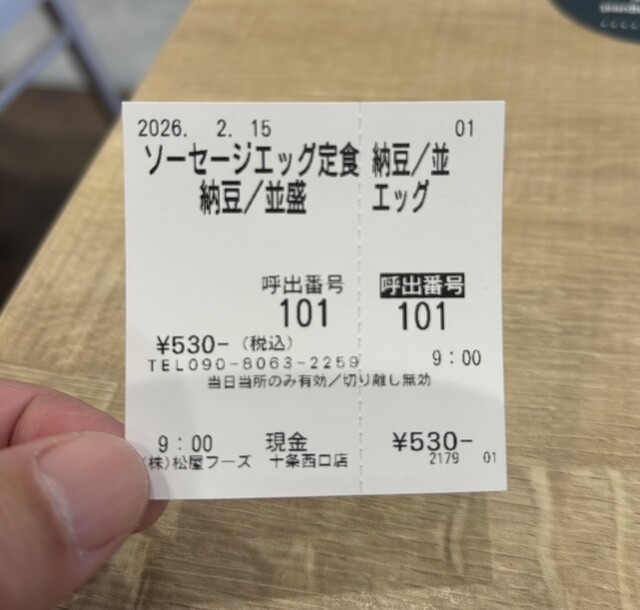 2026. 2. 15
01
ソーセージエッグ定食
納豆/並
納豆/並盛
エッグ
呼出番号
呼出番号
101
101
¥530-(税込)
9:00
TEL090-8063-2259
当日当所のみ有効/切り離し無効
9:00 現金
¥530-
(株)松屋フーズ 十条西口店
2179 01